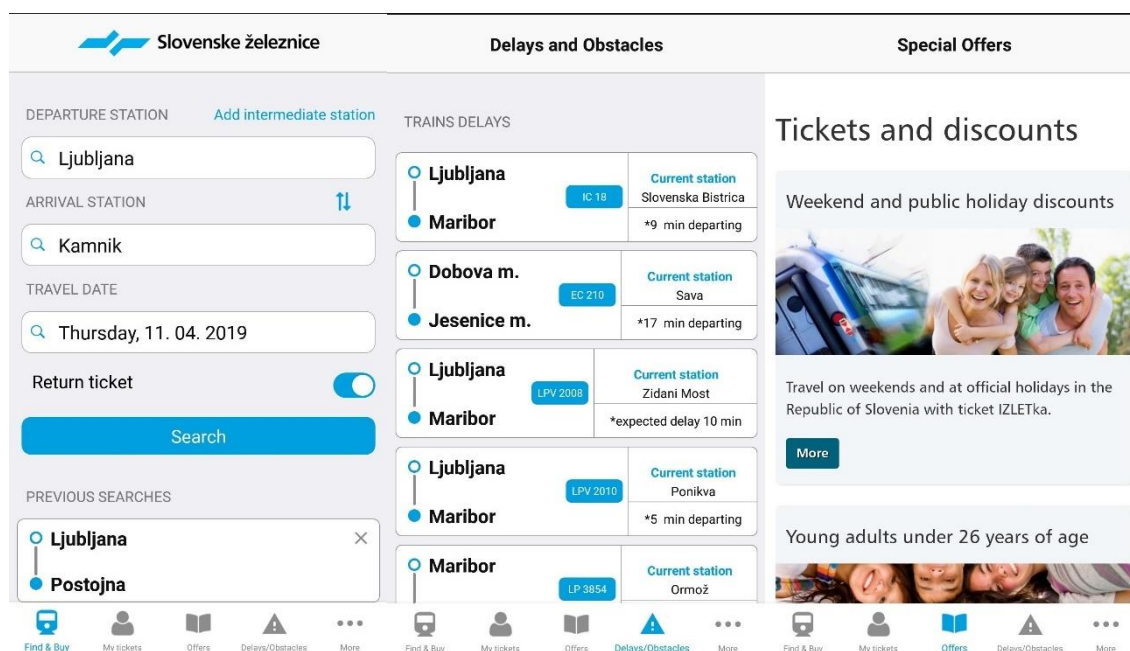 Slovenske železnice
DEPARTURE STATION Add intermediate station
Ljubljana
ARRIVAL STATION
Kamnik
TRAVEL DATE
Thursday, 11. 04. 2019
Return ticket
Search
PREVIOUS SEARCHES
Ljubljana
Postojna
Find & Buy My tickets Offers Delays/Obstacles More
Delays and Obstacles
TRAINS DELAYS
Ljubljana
Maribor
IC 18
Current station
Slovenska Bistrica
*9 min departing
Dobova m.
Jesenice m.
EC 210
Current station
Sava
*17 min departing
Ljubljana
Maribor
LPV 2008
Current station
Zidani Most
*expected delay 10 min
Ljubljana
Maribor
LPV 2010
Current station
Ponikva
*5 min departing
Maribor
LP 3854
Current station
Ormož
Find & Buy My tickets Offers Delays/Obstacles More
Special Offers
Tickets and discounts
Weekend and public holiday discounts
Travel on weekends and at official holidays in the
Republic of Slovenia with ticket IZLETka.
More
Young adults under 26 years of age
Find & Buy My tickets Offers Delays/Obstacles More